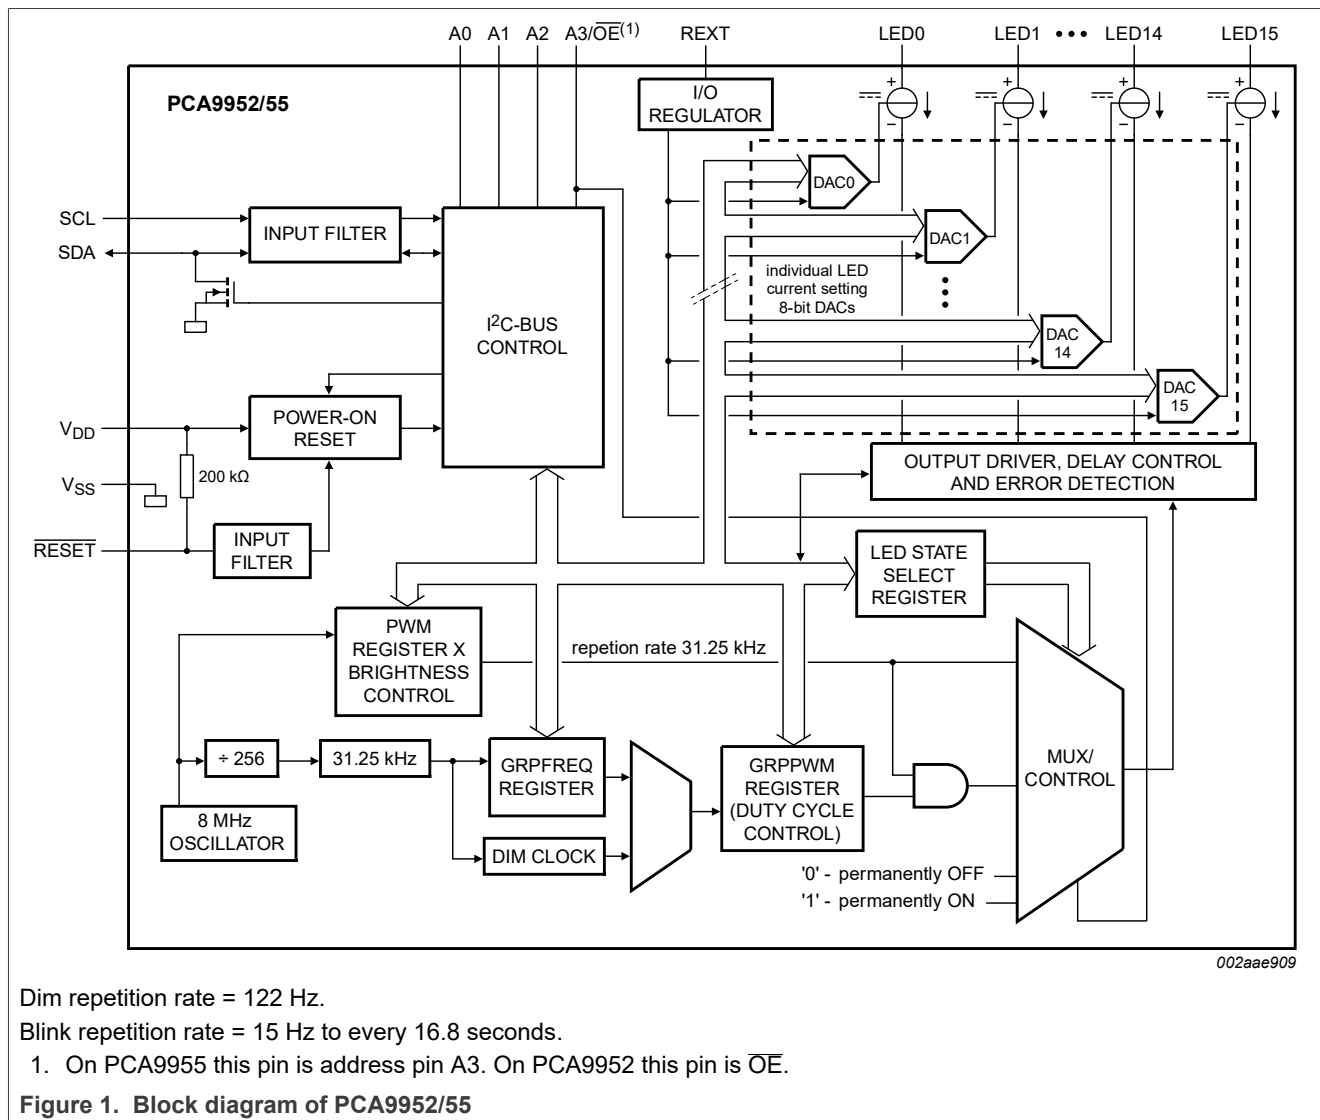 A0 A1 A2 A3/OE(1) REXT LED0 LED1 ••• LED14 LED15
PCA9952/55
I/O
REGULATOR
+ + + +
− − − −
DAC0
SCL
INPUT FILTER
SDA
DAC1
individual LED
current setting
8-bit DACs
I2C-BUS
CONTROL
DAC
14
DAC
15
POWER-ON
RESET
VDD
200 kΩ
VSS
OUTPUT DRIVER, DELAY CONTROL
AND ERROR DETECTION
RESET
INPUT
FILTER
LED STATE
SELECT
REGISTER
PWM
REGISTER X
BRIGHTNESS
CONTROL
repetion rate 31.25 kHz
÷ 256
31.25 kHz
GRPFREQ
REGISTER
GRPPWM
REGISTER
(DUTY CYCLE
CONTROL)
MUX/
CONTROL
8 MHz
OSCILLATOR
DIM CLOCK
'0' - permanently OFF
'1' - permanently ON
002aae909
Dim repetition rate = 122 Hz.
Blink repetition rate = 15 Hz to every 16.8 seconds.
1. On PCA9955 this pin is address pin A3. On PCA9952 this pin is OE.
Figure 1. Block diagram of PCA9952/55